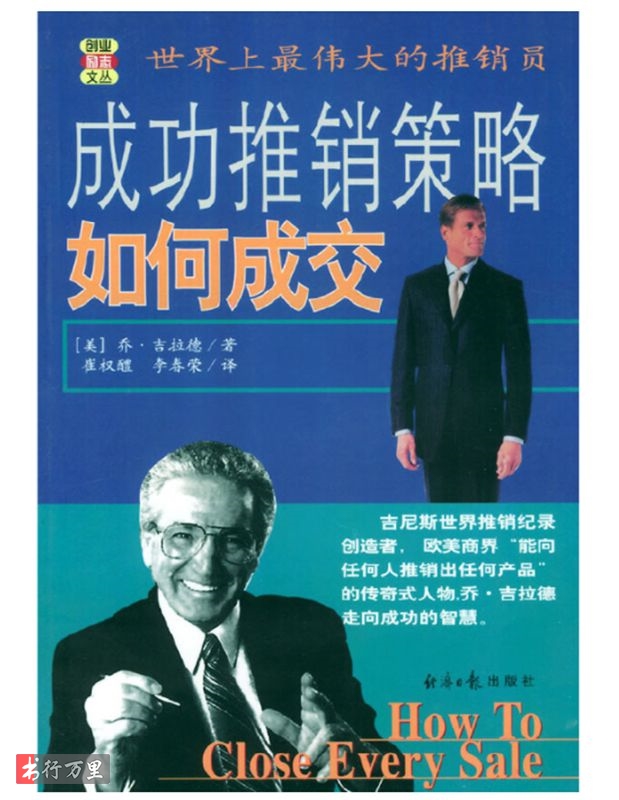 创业
励志
文丛
世界上最伟大的推销员
成功推销策略
如何成交
[美] 乔·吉拉德/著
崔权醴 李春荣/译
吉尼斯世界推销纪录
创造者, 欧美商界“能向
任何人推销出任何产品”
的传奇式人物,乔·吉拉德
走向成功的智慧。
经济日报出版社
How To
Close Every Sale
书行万里